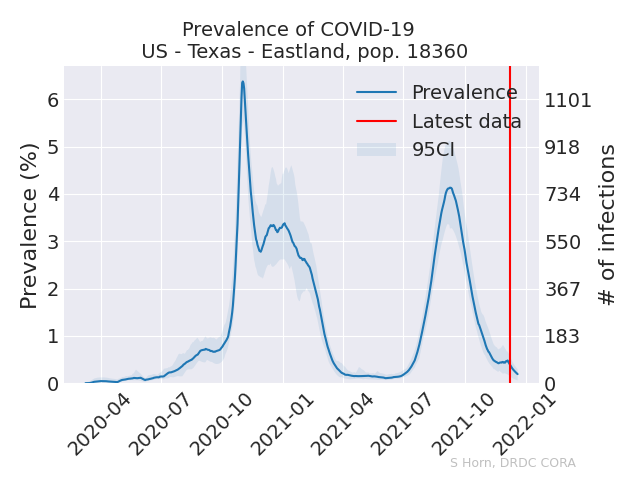 Prevalence of COVID-19
US - Texas - Eastland, pop. 18360
Prevalence (%)
6
5
4
3
2
1
0
Prevalence
Latest data
95CI
1101
918
734
550
367
183
0
# of infections
2020-04
2020-07
2020-10
2021-01
2021-04
2021-07
2021-10
2022-01
S Horn, DRDC CORA